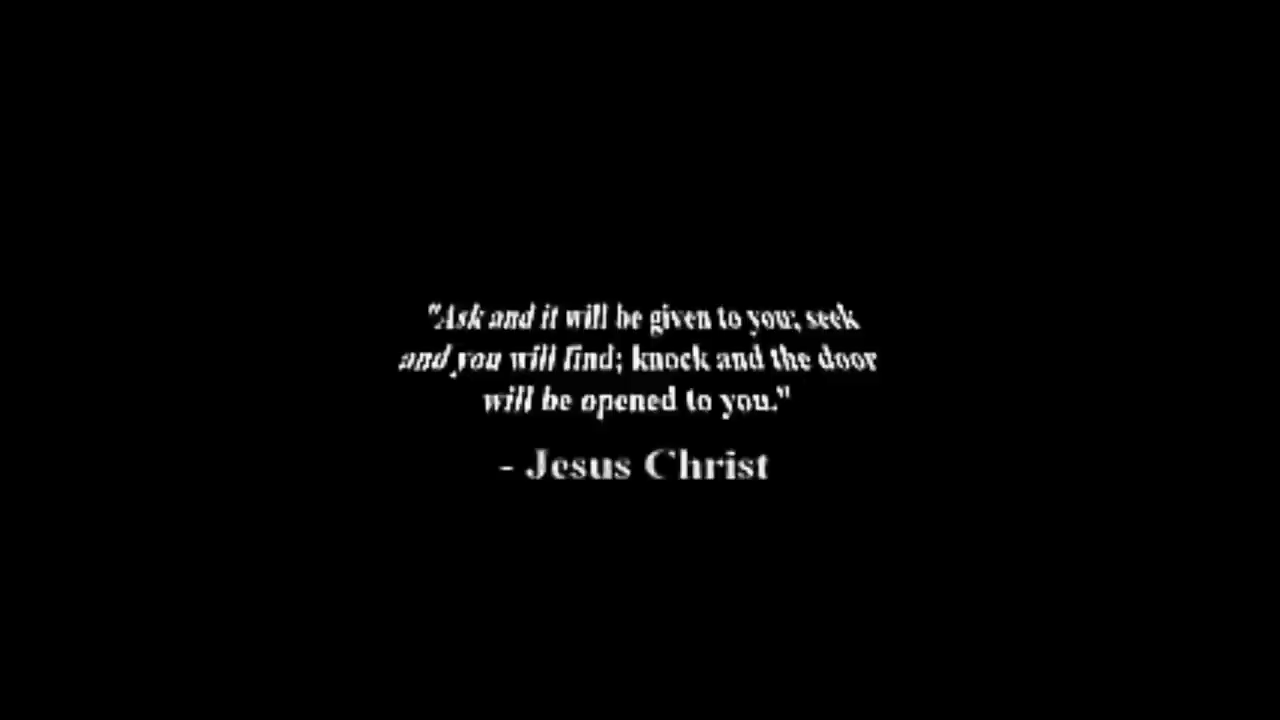 "Ask and it will be given to you; seek
and you will find; knock and the door
will be opened to you."
- Jesus Christ